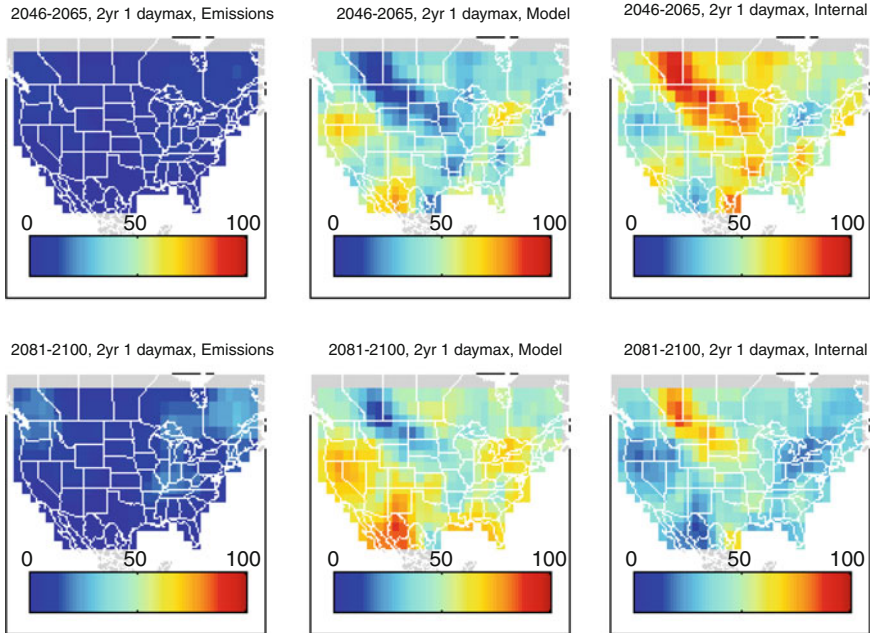 2046-2065, 2yr 1 daymax, Emissions
2046-2065, 2yr 1 daymax, Model
2046-2065, 2yr 1 daymax, Internal
0 50 100
0 50 100
0 50 100
2081-2100, 2yr 1 daymax, Emissions
2081-2100, 2yr 1 daymax, Model
2081-2100, 2yr 1 daymax, Internal
0 50 100
0 50 100
0 50 100